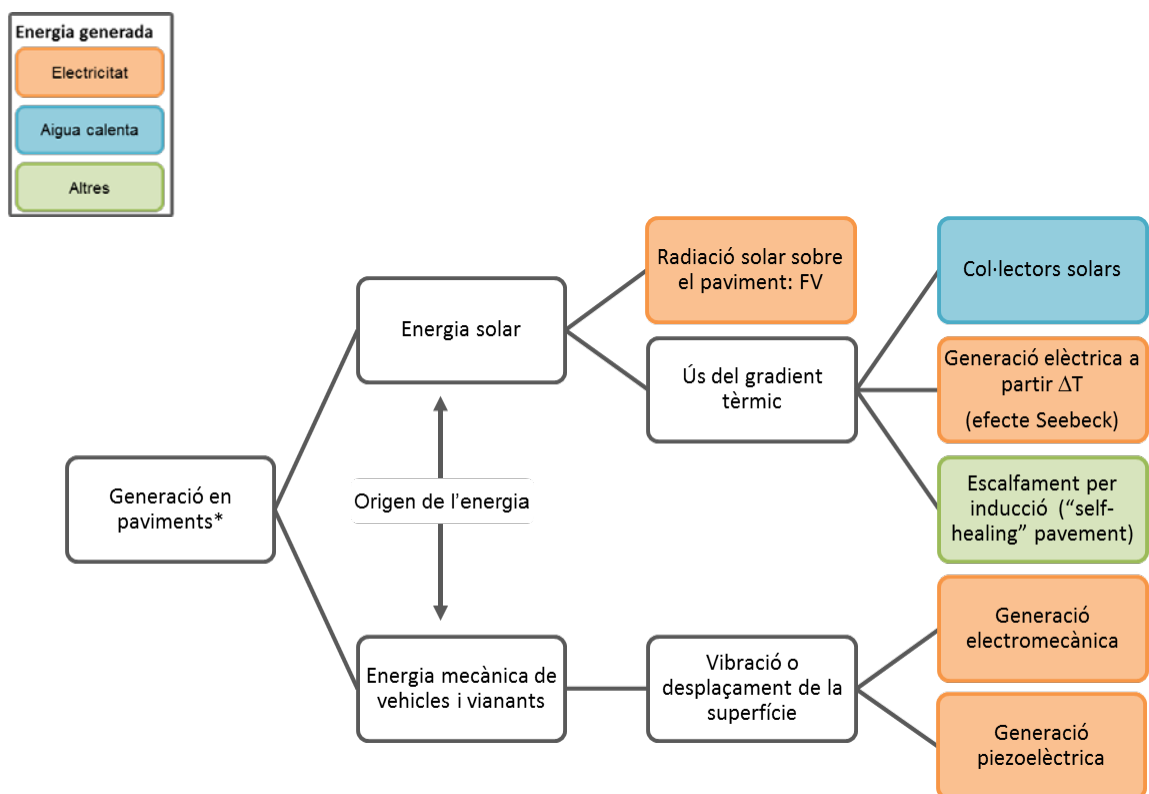 Energia generada
Electricitat
Aigua calenta
Altres
Radiació solar sobre
el paviment: FV
Col·lectors solars
Energia solar
Ús del gradient
tèrmic
Generació elèctrica a
partir ΔT
(efecte Seebeck)
Generació en
paviments*
Origen de l’energia
Escalfament per
inducció (“self-
healing” pavement)
Energia mecànica de
vehicles i vianants
Vibració o
desplaçament de la
superfície
Generació
electromecànica
Generació
piezoelèctrica